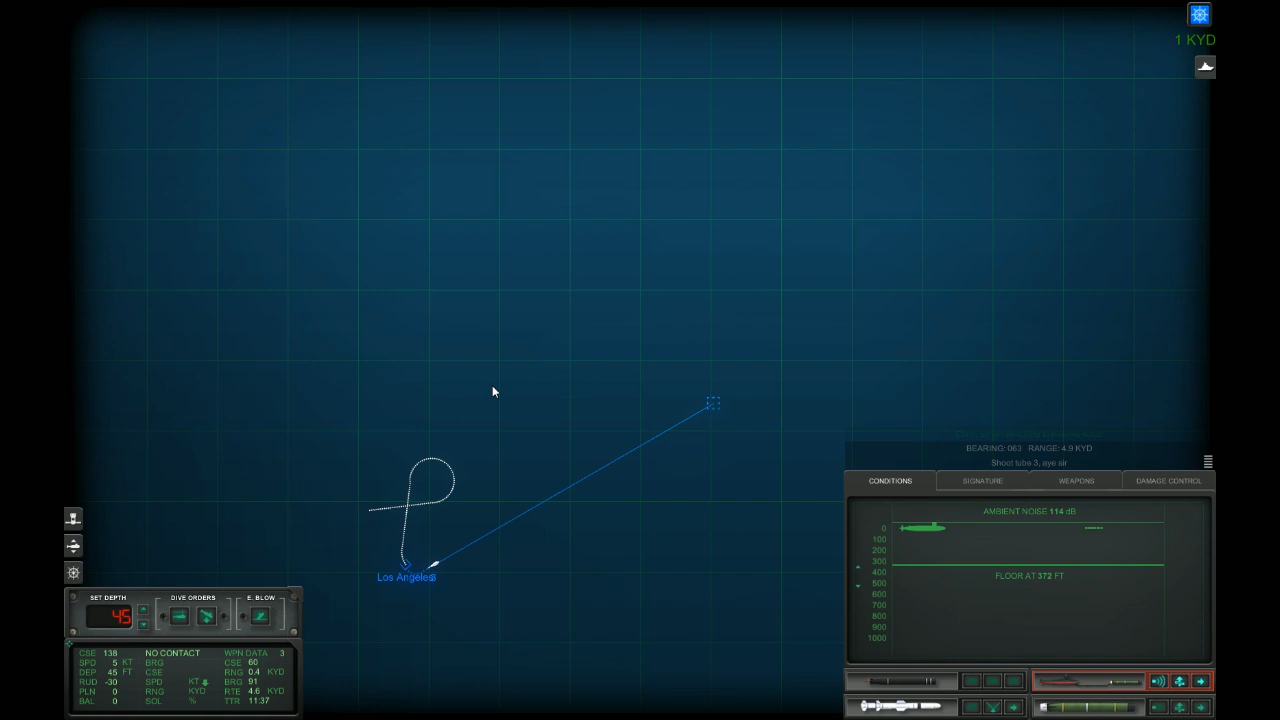 1 KYD
Los Angeles
BEARING: 063 RANGE: 4.9 KYD
Shoot tube 3, aye sir
CONDITIONS SIGNATURE WEAPONS DAMAGE CONTROL
AMBIENT NOISE 114 dB
0
100
200
300
400
500
600
700
800
900
1000
FLOOR AT 372 FT
SET DEPTH DIVE ORDERS E. BLOW
45
CSE 138 NO CONTACT WPN DATA 3
SPD 5 KT BRG CSE 60
DEP 45 FT CSE RNG 0.4 KYD
RUD -30 SPD KT BRG 91
PLN 0 RNG KYD RTE 4.6 KYD
BAL 0 SOL % TTR 11:37